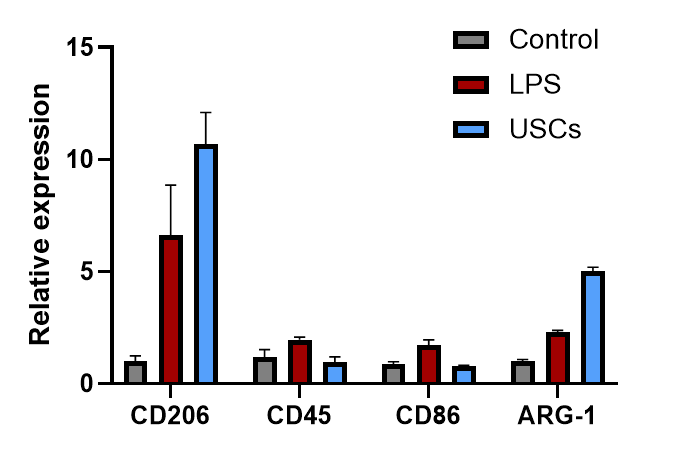 Control
LPS
USCs
Relative expression
15
10
5
0
CD206 CD45 CD86 ARG-1